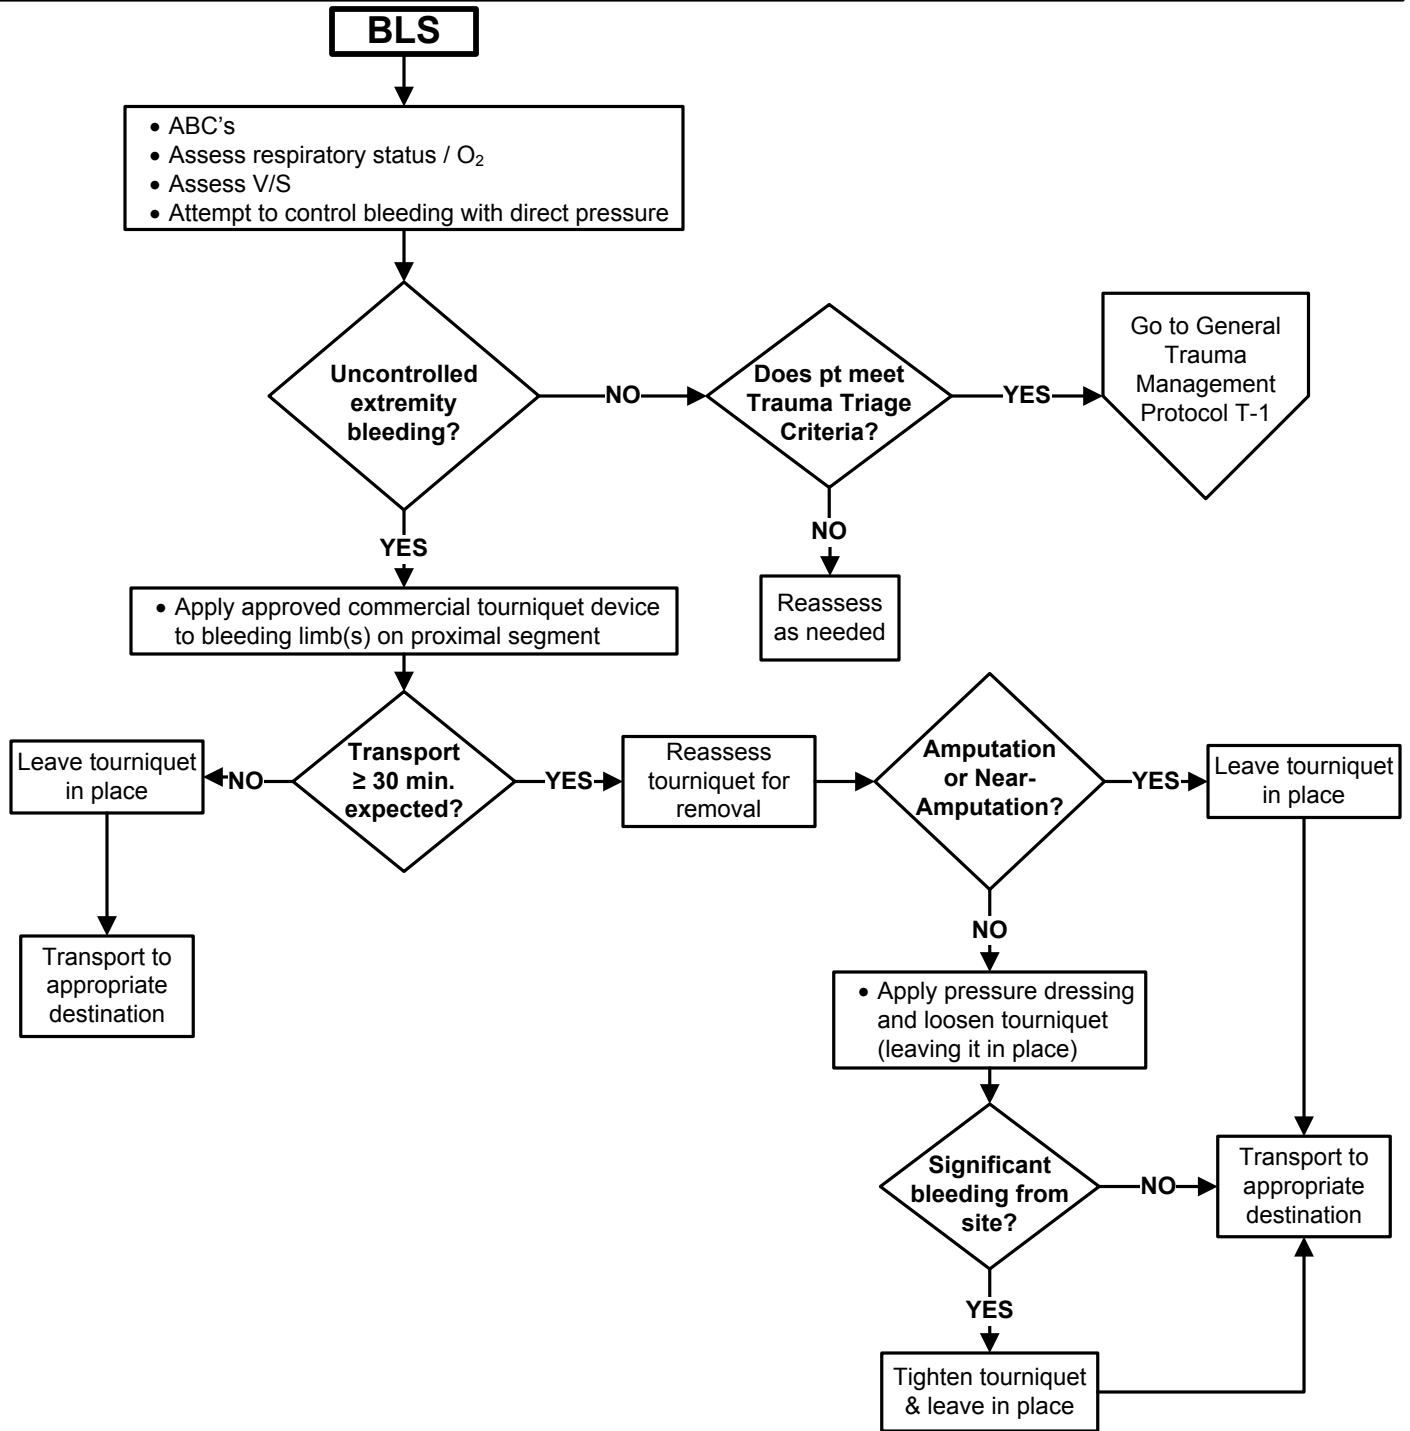 BLS
• ABC's
• Assess respiratory status / O₂
• Assess V/S
• Attempt to control bleeding with direct pressure
Uncontrolled
extremity
bleeding?
NO
Does pt meet
Trauma Triage
Criteria?
YES
Go to General
Trauma
Management
Protocol T-1
NO
Reassess
as needed
YES
• Apply approved commercial tourniquet device
to bleeding limb(s) on proximal segment
Transport
≥ 30 min.
expected?
NO
Leave tourniquet
in place
Transport to
appropriate
destination
YES
Reassess
tourniquet for
removal
Amputation
or Near-
Amputation?
YES
Leave tourniquet
in place
NO
• Apply pressure dressing
and loosen tourniquet
(leaving it in place)
Significant
bleeding from
site?
NO
Transport to
appropriate
destination
YES
Tighten tourniquet
& leave in place